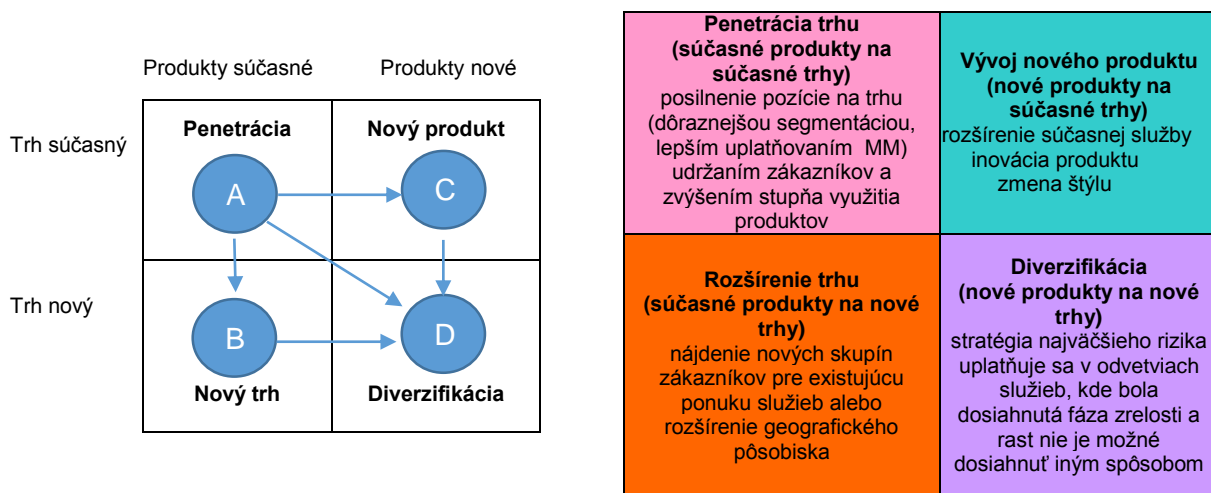 Produkty súčasné
Produkty nové
Trh súčasný
Penetrácia
Nový produkt
A
C
Trh nový
B
D
Nový trh
Diverzifikácia
Penetrácia trhu
(súčasné produkty na
súčasné trhy)
posilnenie pozície na trhu
(dôraznejšou segmentáciou,
lepším uplatňovaním MM)
udržaním zákazníkov a
zvýšením stupňa využitia
produktov
Vývoj nového produktu
(nové produkty na
súčasné trhy)
rozšírenie súčasnej služby
inovácia produktu
zmena štýlu
Rozšírenie trhu
(súčasné produkty na nové
trhy)
nájdenie nových skupín
zákazníkov pre existujúcu
ponuku služieb alebo
rozšírenie geografického
pôsobiska
Diverzifikácia
(nové produkty na nové
trhy)
stratégia najväčšieho rizika
uplatňuje sa v odvetviach
služieb, kde bola
dosiahnutá fáza zrelosti a
rast nie je možné
dosiahnuť iným spôsobom